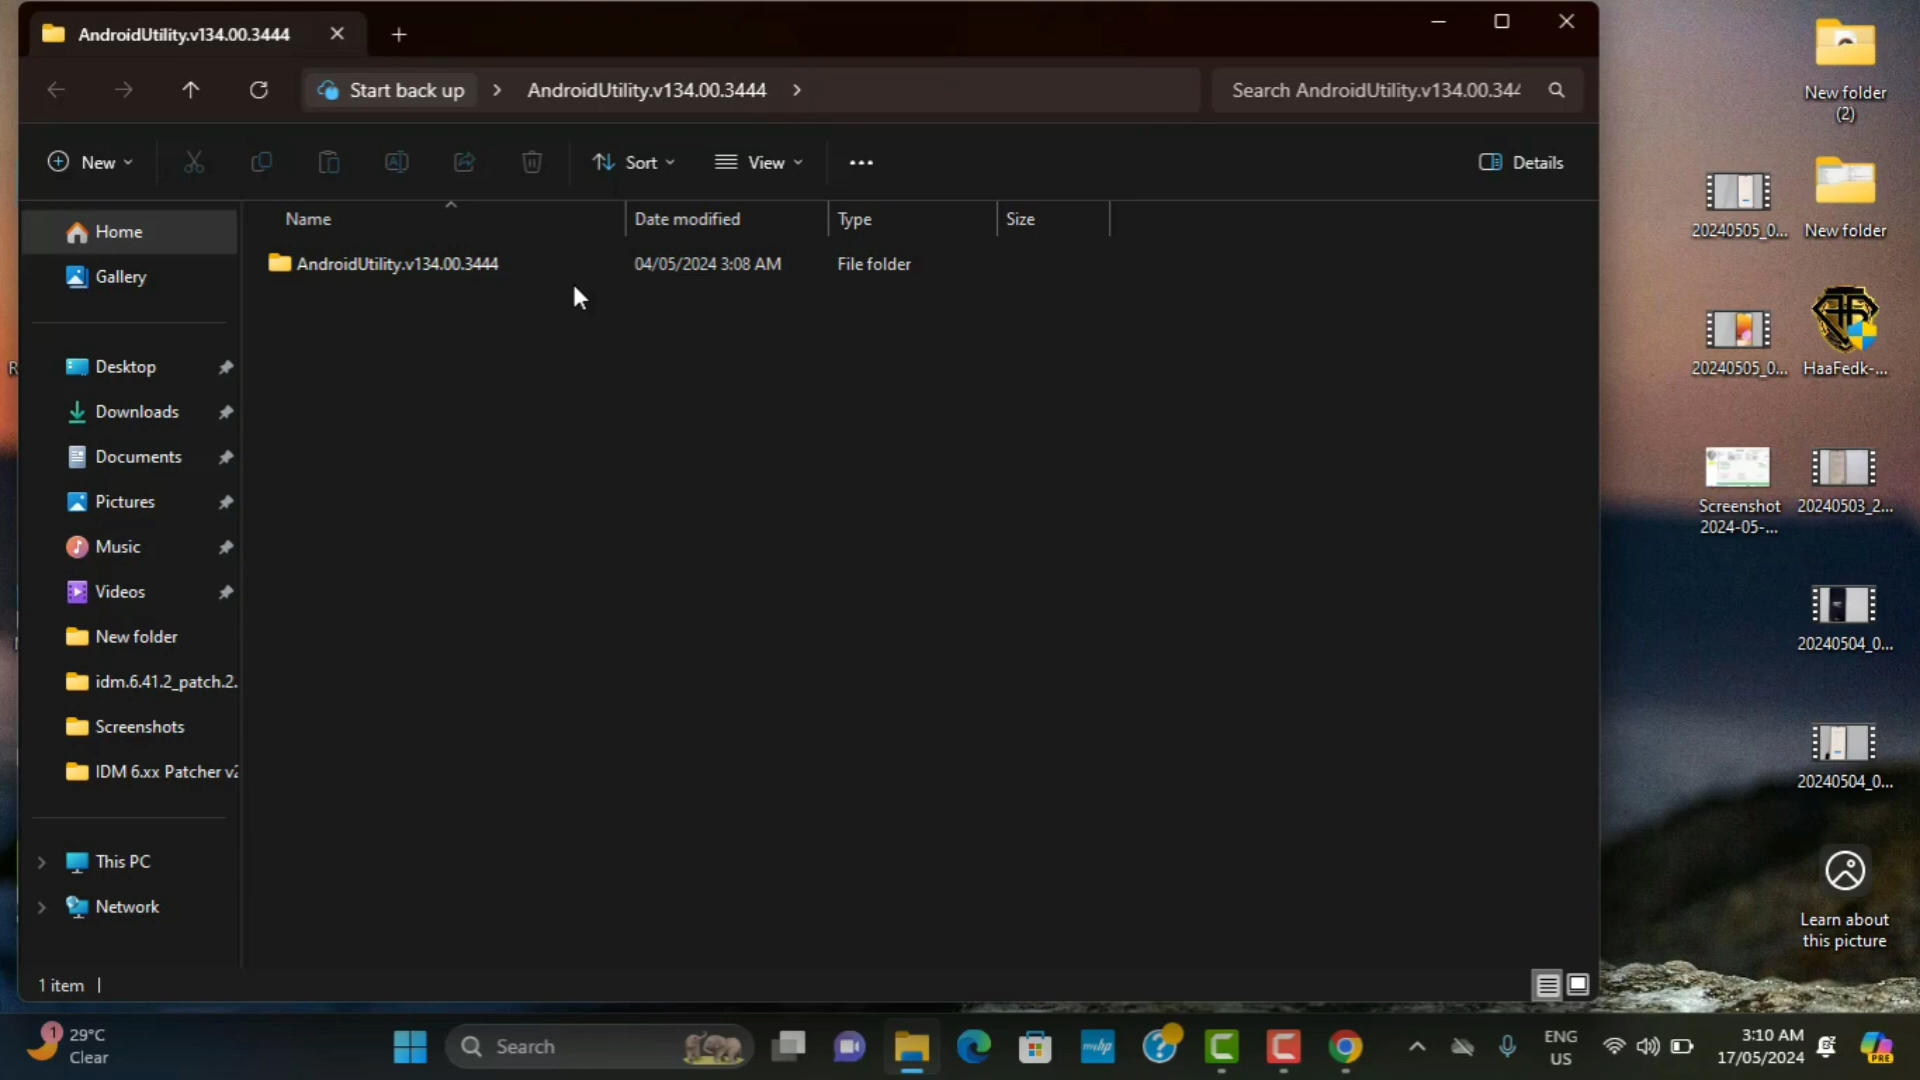 AndroidUtility.v134.00.3444
Start back up
AndroidUtility.v134.00.3444
Search AndroidUtility.v134.00.344
New
Sort
View
Details
Name
Date modified
Type
Size
AndroidUtility.v134.00.3444
04/05/2024 3:08 AM
File folder
Home
Gallery
Desktop
Downloads
Documents
Pictures
Music
Videos
New folder
idm.6.41.2_patch.2.
Screenshots
IDM 6.xx Patcher v2
This PC
Network
1 item
New folder
(2)
20240505_0...
New folder
20240505_0...
HaaFedk-...
Screenshot
2024-05-...
20240503_2...
20240504_0...
20240504_0...
Learn about
this picture
1
29°C
Clear
Search
myhp
ENG
US
3:10 AM
17/05/2024
PRE